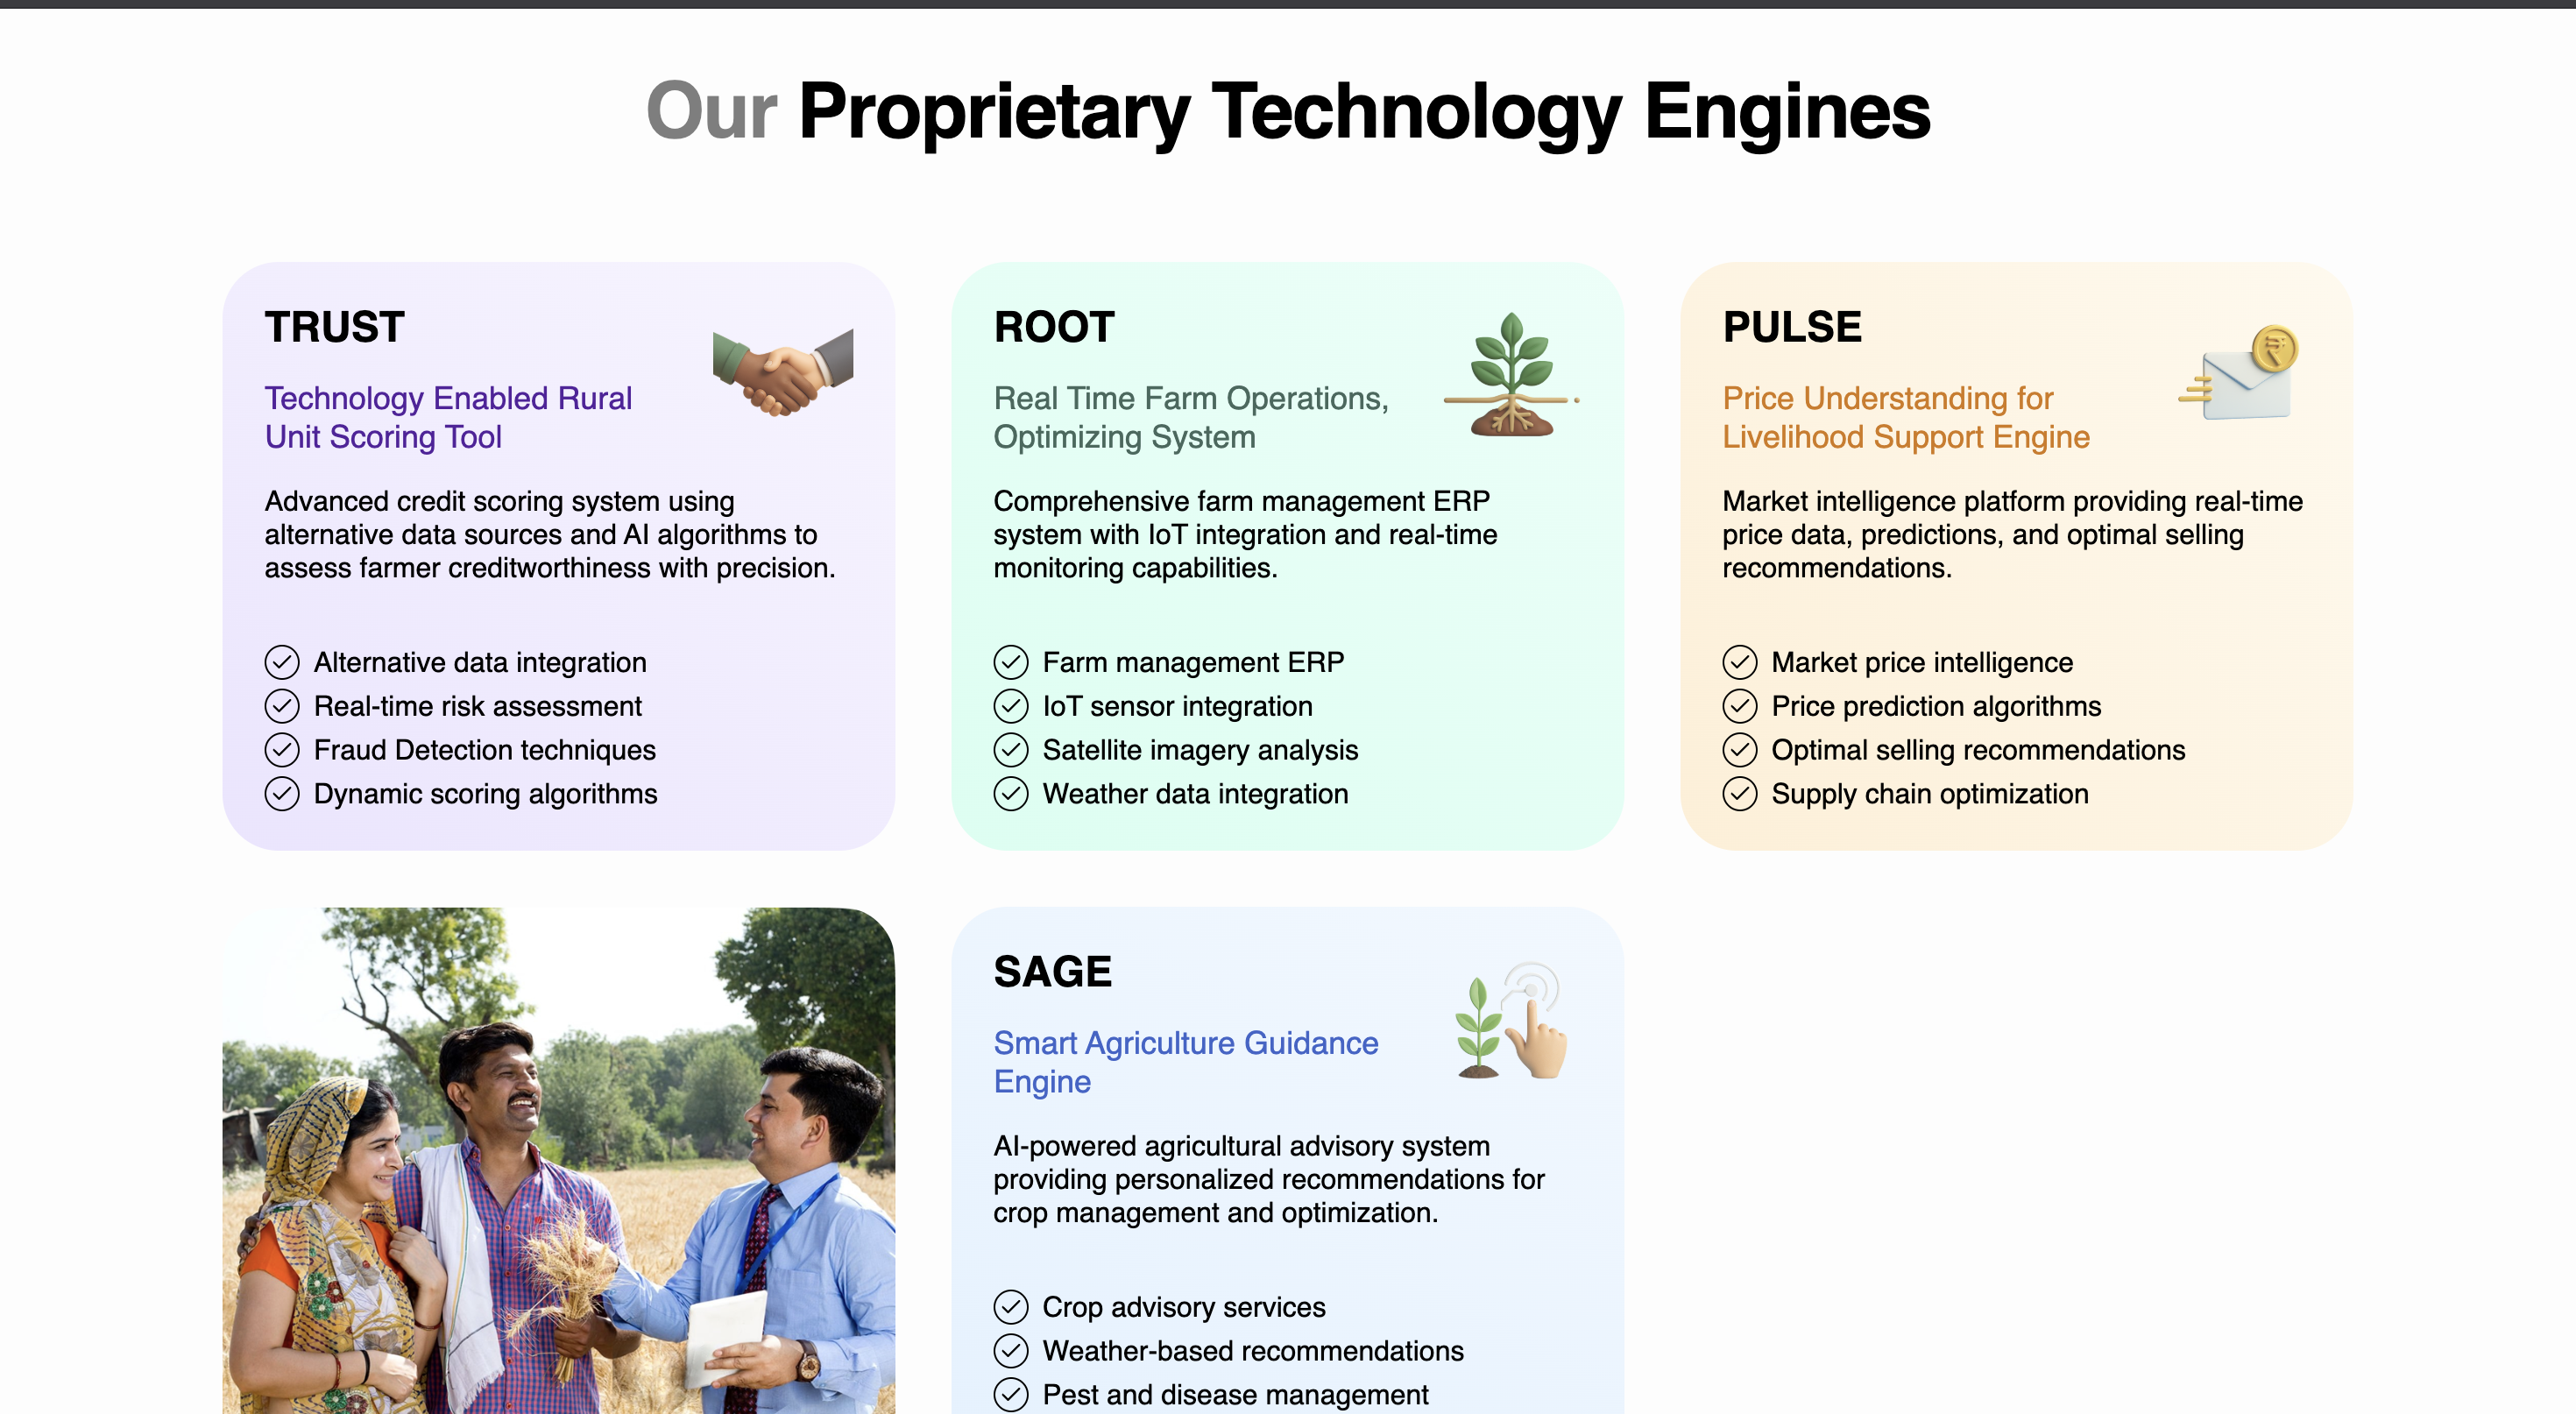 Our Proprietary Technology Engines
TRUST
Technology Enabled Rural
Unit Scoring Tool
Advanced credit scoring system using
alternative data sources and AI algorithms to
assess farmer creditworthiness with precision.
Alternative data integration
Real-time risk assessment
Fraud Detection techniques
Dynamic scoring algorithms
ROOT
Real Time Farm Operations,
Optimizing System
Comprehensive farm management ERP
system with IoT integration and real-time
monitoring capabilities.
Farm management ERP
IoT sensor integration
Satellite imagery analysis
Weather data integration
PULSE
Price Understanding for
Livelihood Support Engine
Market intelligence platform providing real-time
price data, predictions, and optimal selling
recommendations.
Market price intelligence
Price prediction algorithms
Optimal selling recommendations
Supply chain optimization
SAGE
Smart Agriculture Guidance
Engine
AI-powered agricultural advisory system
providing personalized recommendations for
crop management and optimization.
Crop advisory services
Weather-based recommendations
Pest and disease management